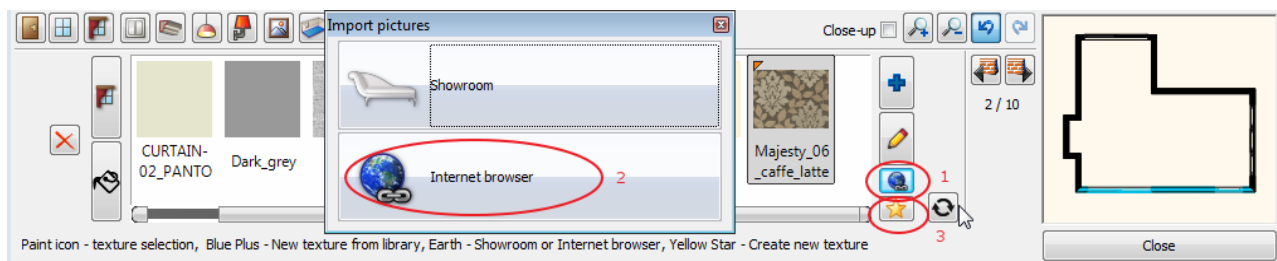 Import pictures
Close-up
Showroom
Internet browser
2
1
3
2 / 10
CURTAIN-
02_PANTO
Dark_grey
Majesty_06
_caffe_latte
Paint icon - texture selection,  Blue Plus - New texture from library, Earth - Showroom or Internet browser, Yellow Star - Create new texture
Close